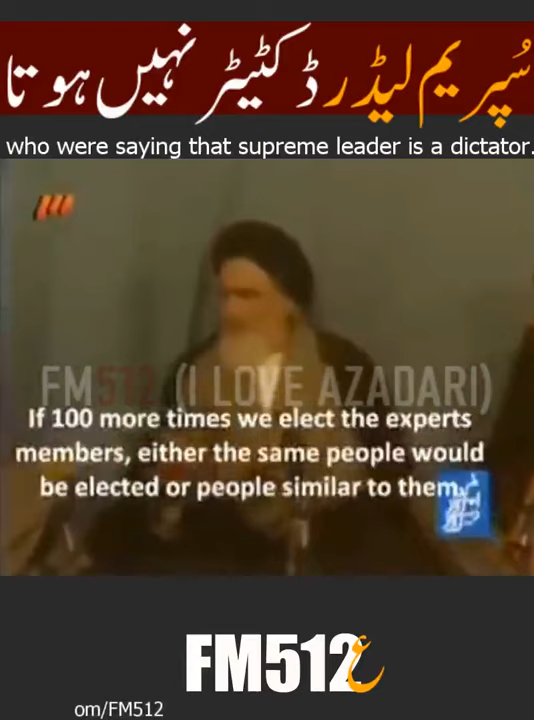 سُپریم لیڈر ڈکٹیٹر نہیں ہوتا
who were saying that supreme leader is a dictator.
FM512 (I LOVE AZADARI)
If 100 more times we elect the experts
members, either the same people would
be elected or people similar to them.
FM512
ع
om/FM512